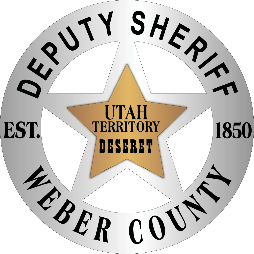 DEPUTY SHERIFF
EST.
1850
UTAH
TERRITORY
DESERET
WEBER COUNTY